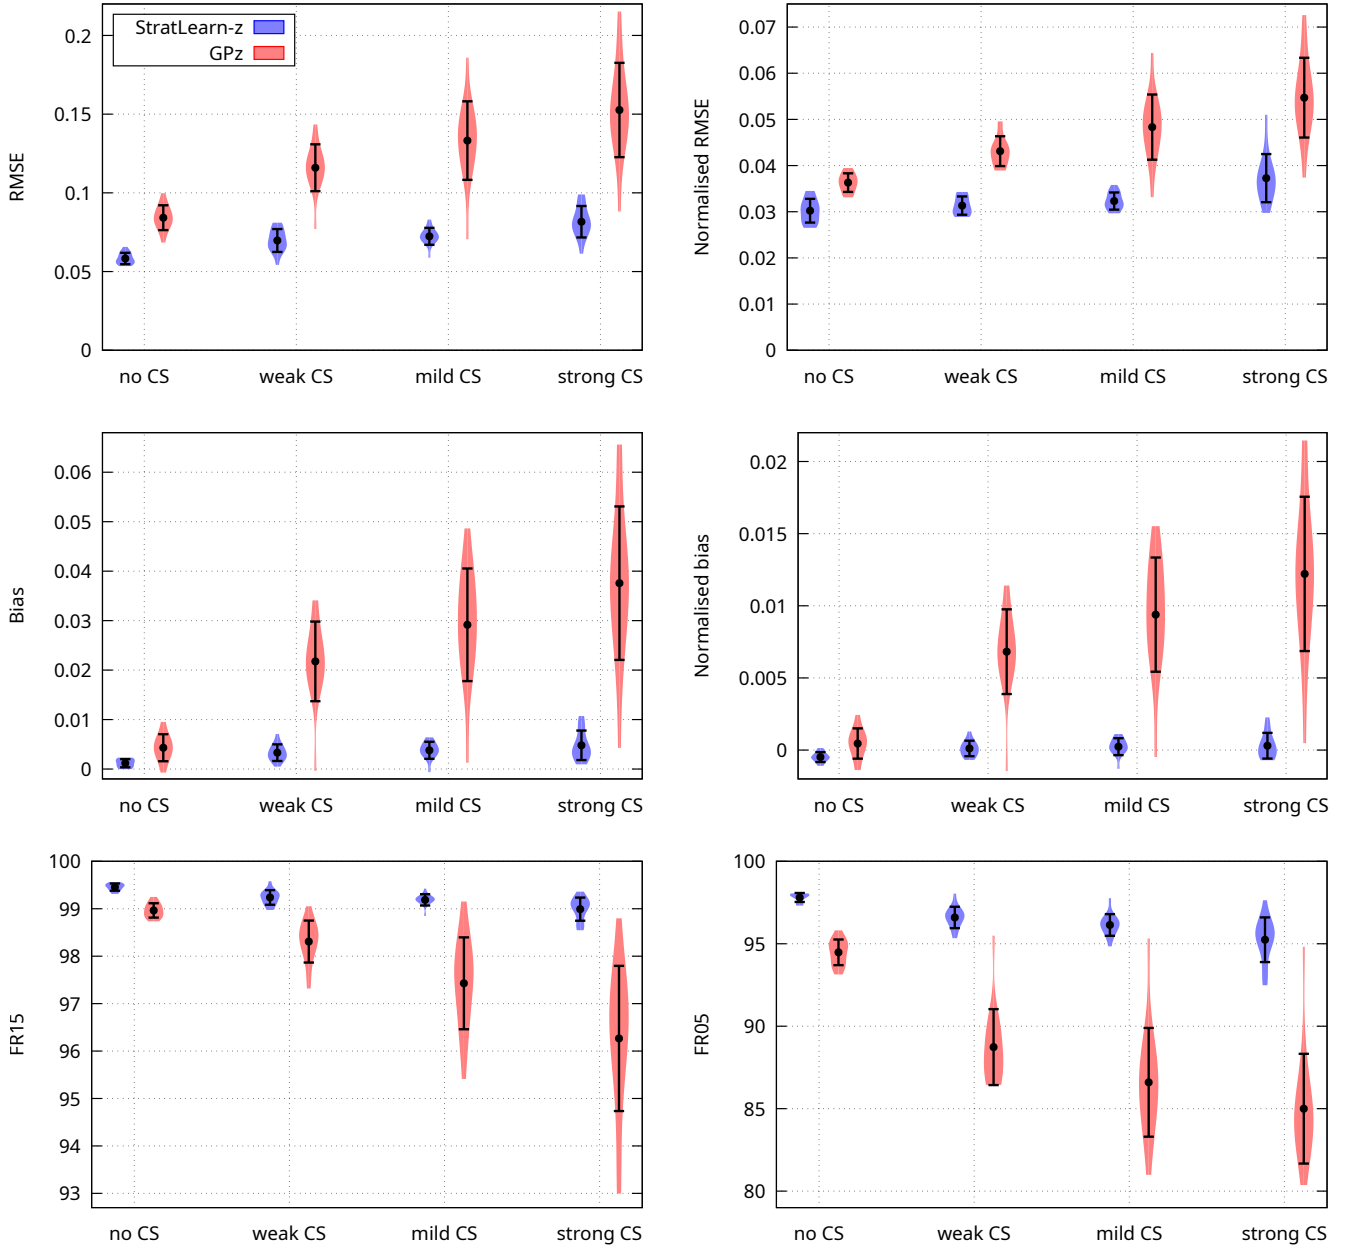 StratLearn-z
GPz
RMSE
0.2
0.15
0.1
0.05
0
no CS weak CS mild CS strong CS
Normalised RMSE
0.07
0.06
0.05
0.04
0.03
0.02
0.01
0
no CS weak CS mild CS strong CS
Bias
0.06
0.05
0.04
0.03
0.02
0.01
0
no CS weak CS mild CS strong CS
Normalised bias
0.02
0.015
0.01
0.005
0
no CS weak CS mild CS strong CS
FR15
100
99
98
97
96
95
94
93
no CS weak CS mild CS strong CS
FR05
100
95
90
85
80
no CS weak CS mild CS strong CS